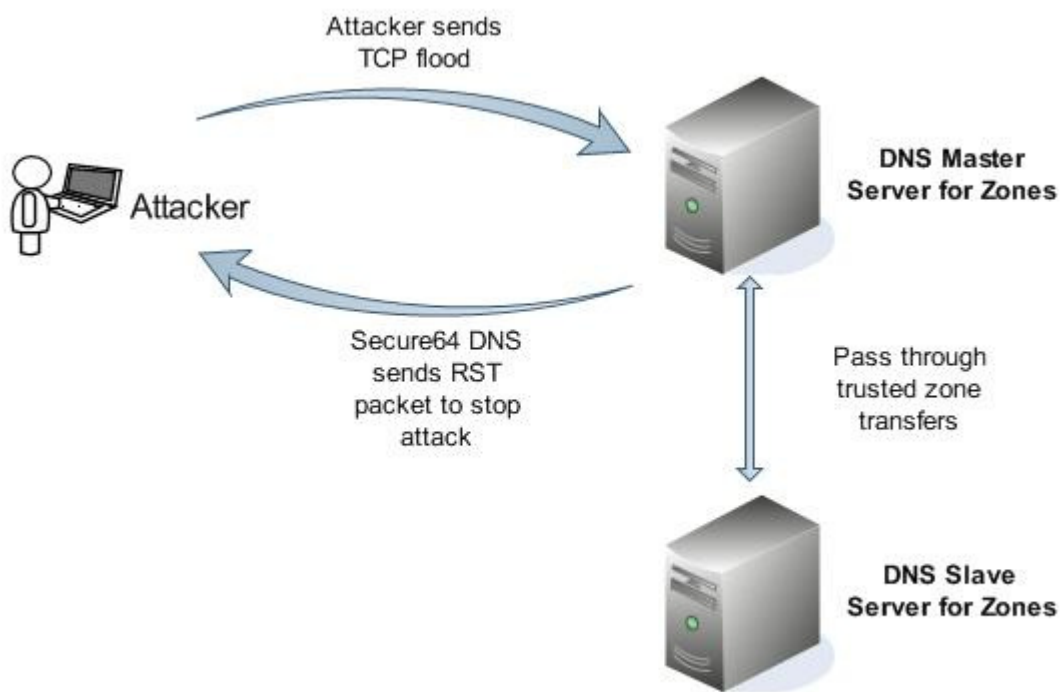 Attacker sends
TCP flood
DNS Master
Server for Zones
Attacker
Secure64 DNS
sends RST
packet to stop
attack
Pass through
trusted zone
transfers
DNS Slave
Server for Zones